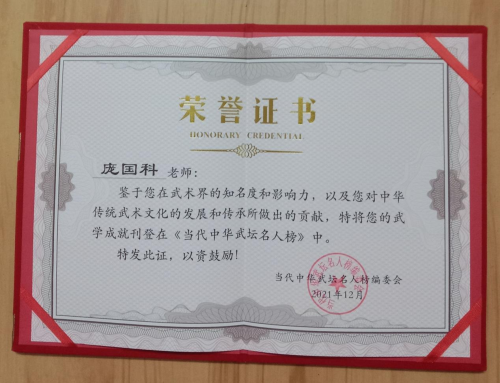 荣誉证书
HONORARY CREDENTIAL
庞国科 老师：
鉴于您在武术界的知名度和影响力，以及您对中华
传统武术文化的发展和传承所做出的贡献，特将您的武
学成就刊登在《当代中华武坛名人榜》中。
特发此证，以资鼓励！
当代中华武坛名人榜编委会
2021年12月